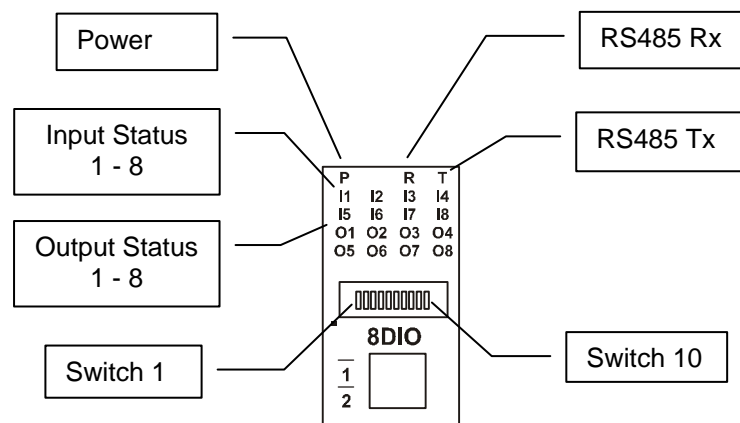 Power
RS485 Rx
Input Status
1 - 8
RS485 Tx
P R T
I1 I2 I3 I4
I5 I6 I7 I8
O1 O2 O3 O4
O5 O6 O7 O8
Output Status
1 - 8
8DIO
Switch 1
Switch 10
1
2